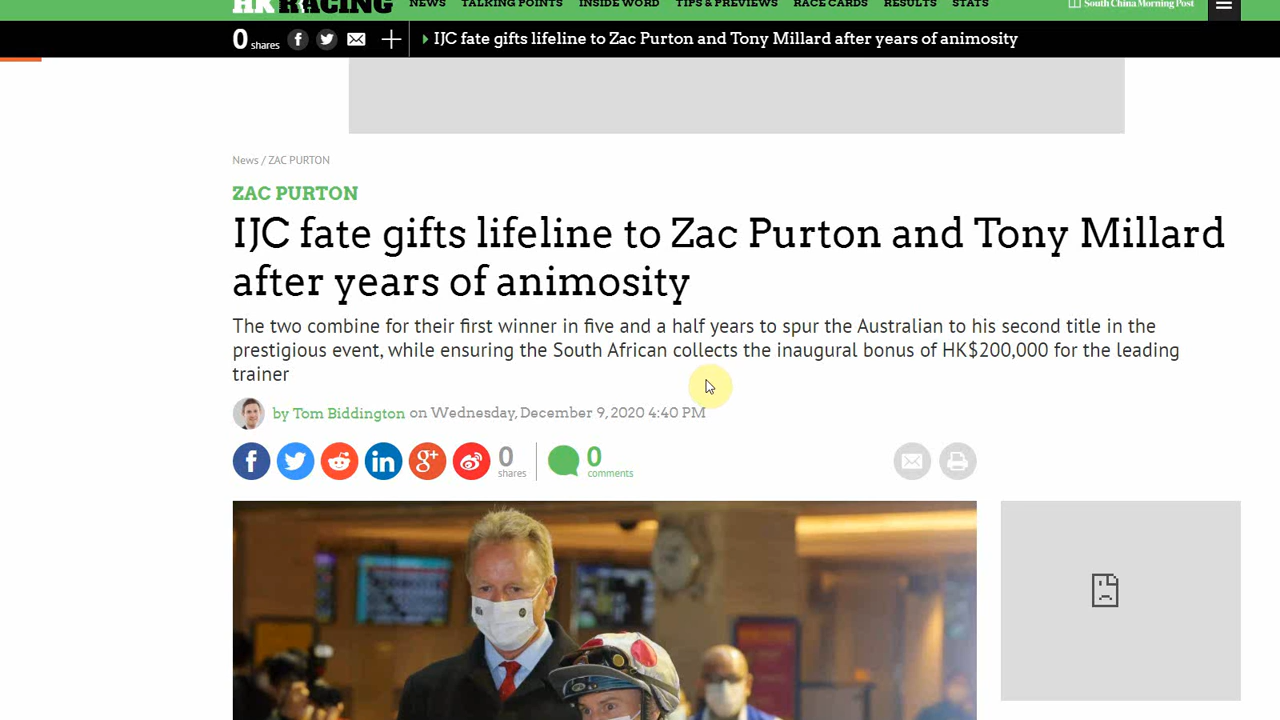 HK RACING NEWS TALKING POINTS INSIDE WORD TIPS & PREVIEWS RACE CARDS RESULTS STATS South China Morning Post
0 shares IJC fate gifts lifeline to Zac Purton and Tony Millard after years of animosity
News / ZAC PURTON
ZAC PURTON
IJC fate gifts lifeline to Zac Purton and Tony Millard
after years of animosity
The two combine for their first winner in five and a half years to spur the Australian to his second title in the
prestigious event, while ensuring the South African collects the inaugural bonus of HK$200,000 for the leading
trainer
by Tom Biddington on Wednesday, December 9, 2020 4:40 PM
0 shares 0 comments